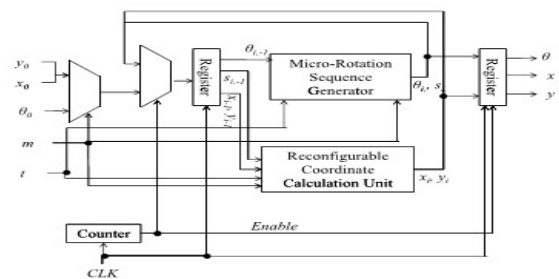 y₀
x₀
θ₀
m
t
Register
θᵢ,₋₁
sᵢ,₋₁
xᵢ₋₁, yᵢ₋₁
Micro-Rotation
Sequence
Generator
θᵢ, sᵢ
Reconfigurable
Coordinate
Calculation Unit
xᵢ, yᵢ
Register
θ
x
y
Counter
Enable
CLK